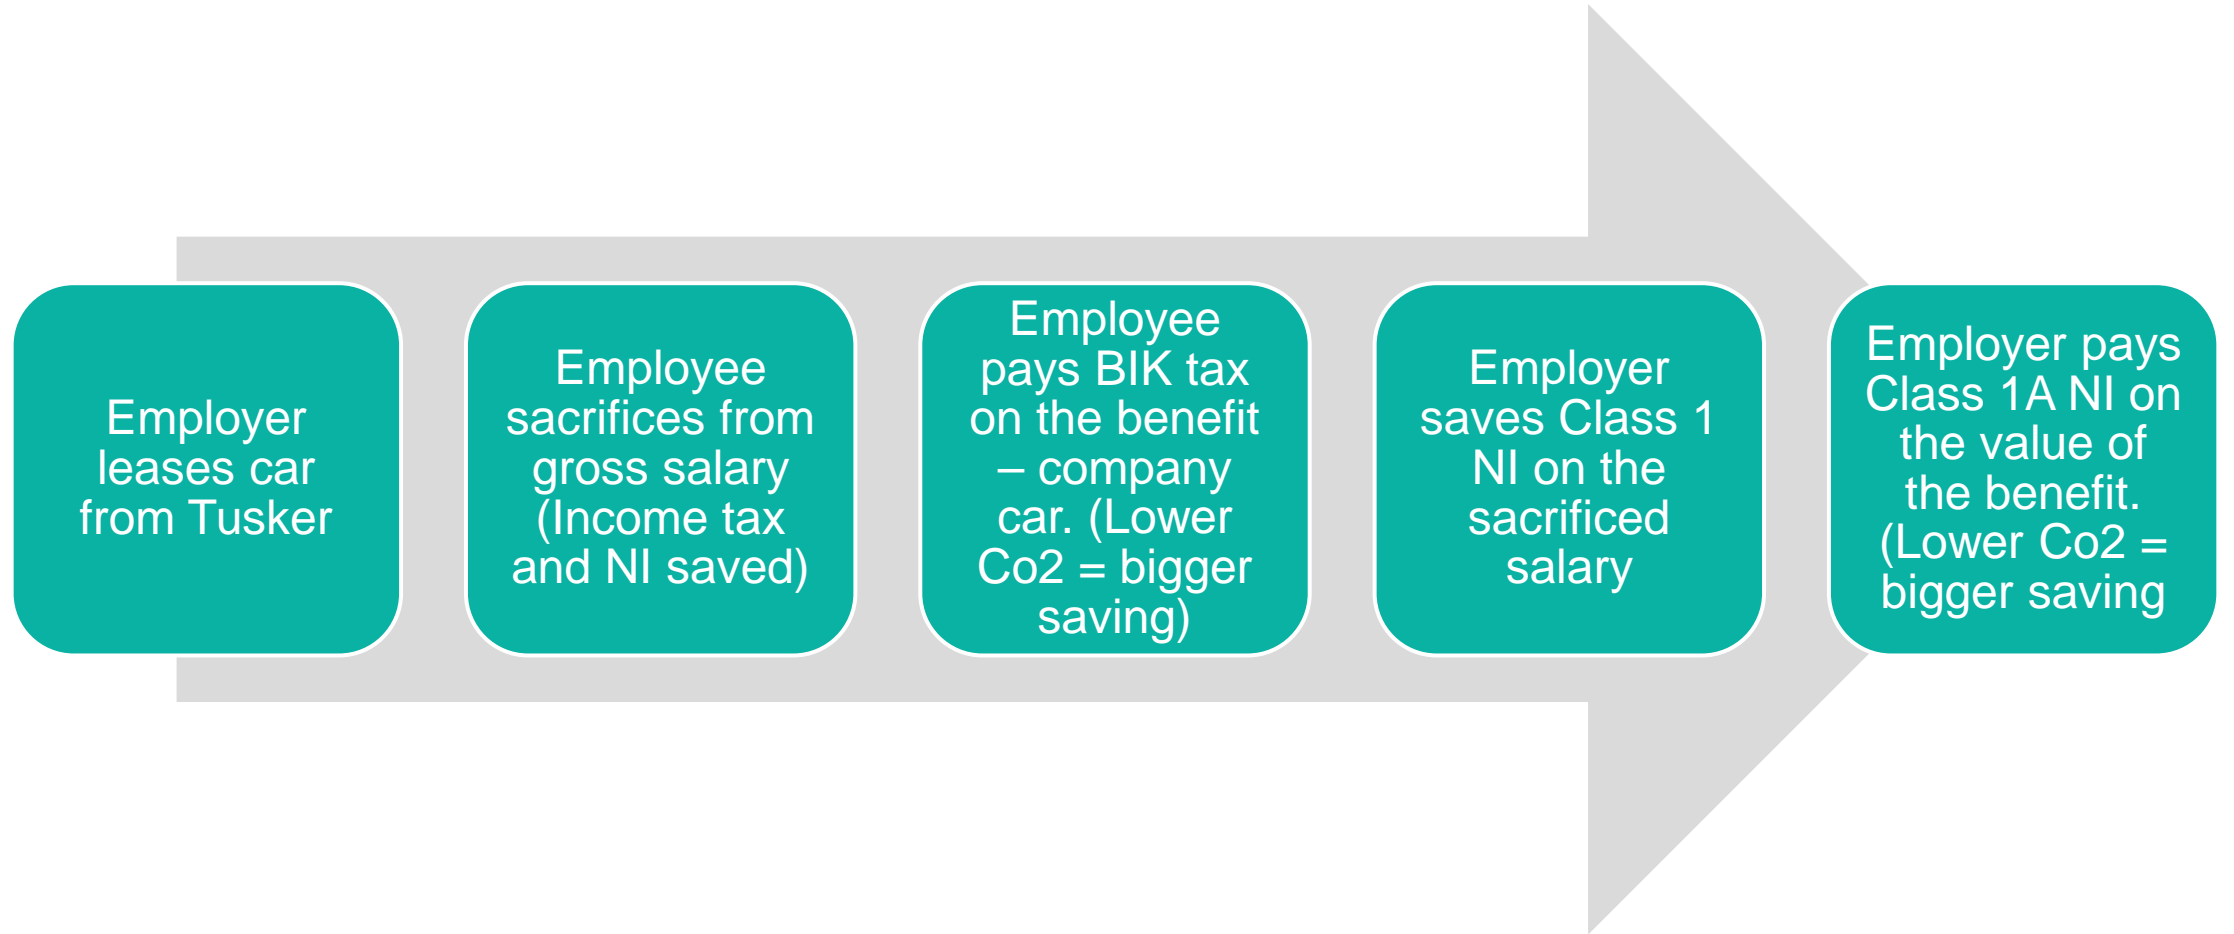 Employer
leases car
from Tusker
Employee
sacrifices from
gross salary
(Income tax
and NI saved)
Employee
pays BIK tax
on the benefit
– company
car. (Lower
Co2 = bigger
saving)
Employer
saves Class 1
NI on the
sacrificed
salary
Employer pays
Class 1A NI on
the value of
the benefit.
(Lower Co2 =
bigger saving